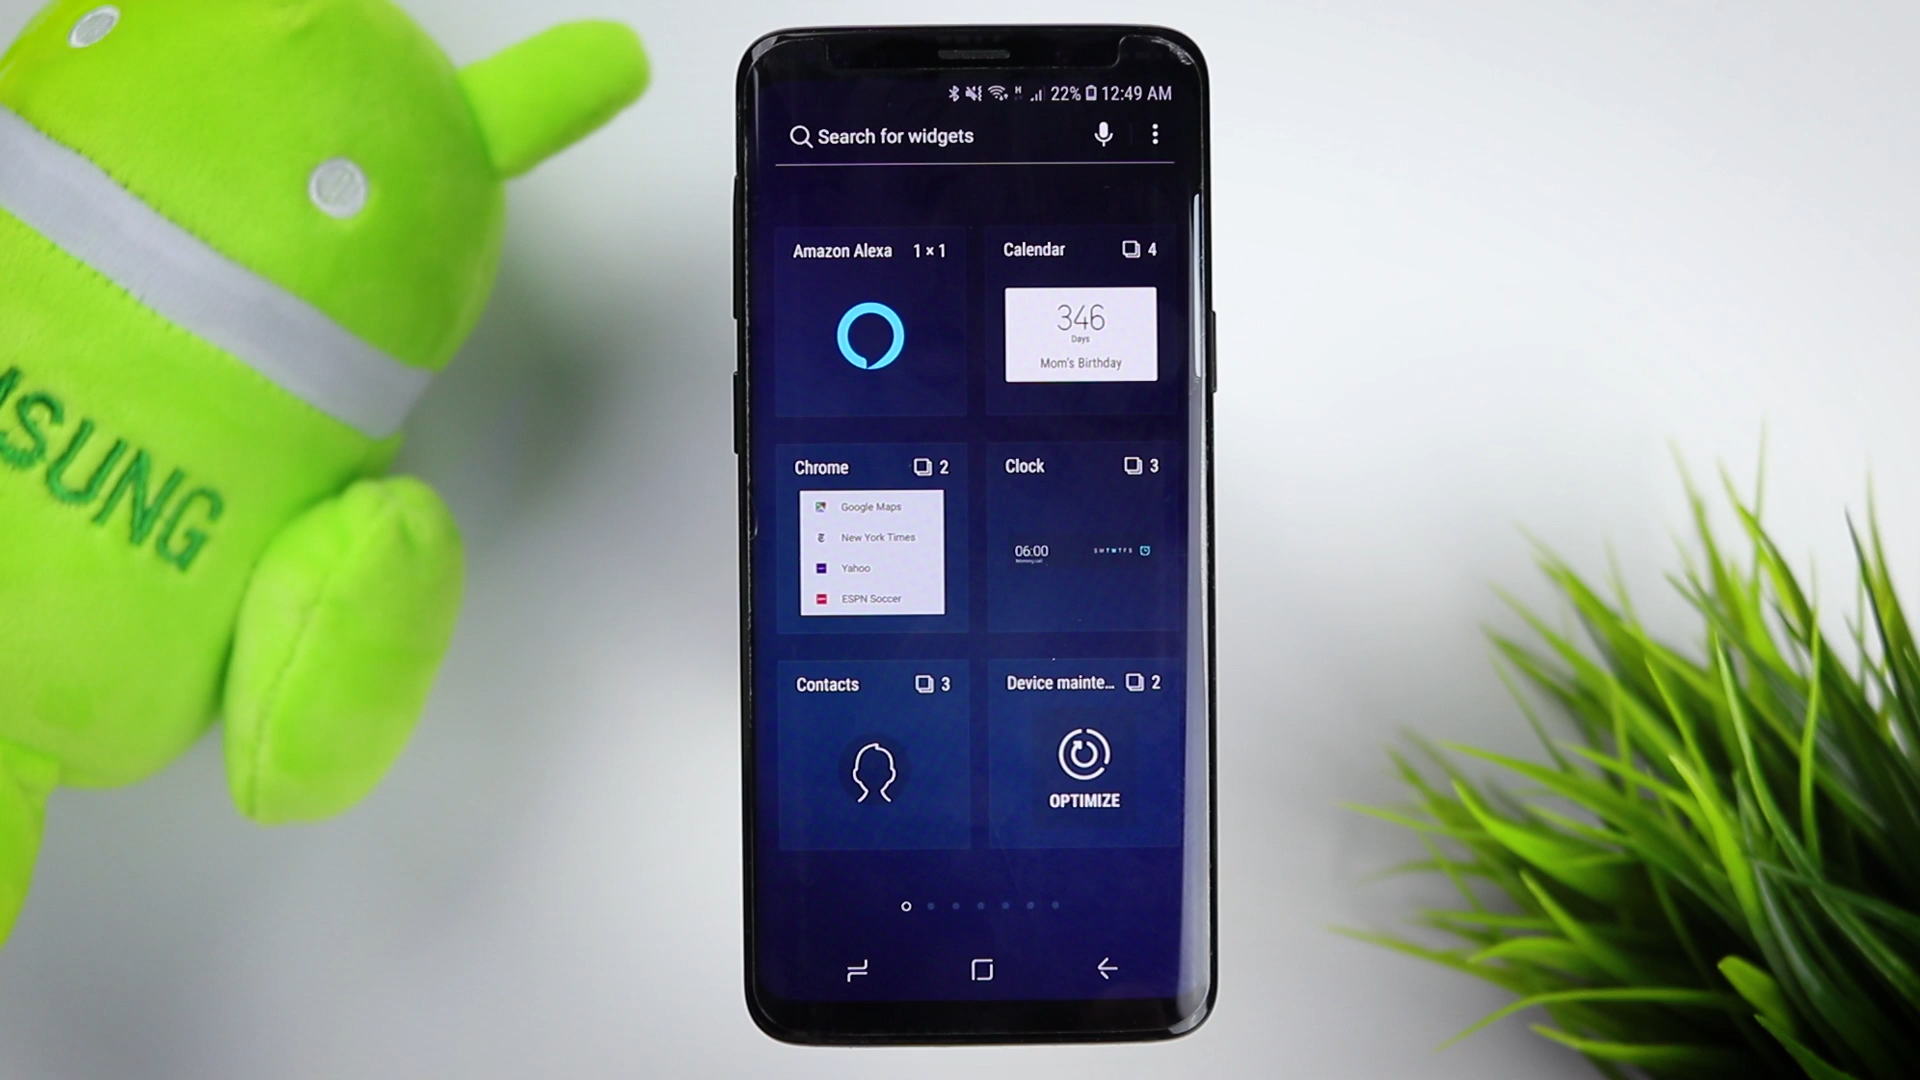 SUNG
22% 12:49 AM
Search for widgets
Amazon Alexa 1 × 1
Calendar 4
346
Days
Mom's Birthday
Chrome 2
Google Maps
New York Times
Yahoo
ESPN Soccer
Clock 3
06:00
S M T W T F S
Contacts 3
Device mainte... 2
OPTIMIZE